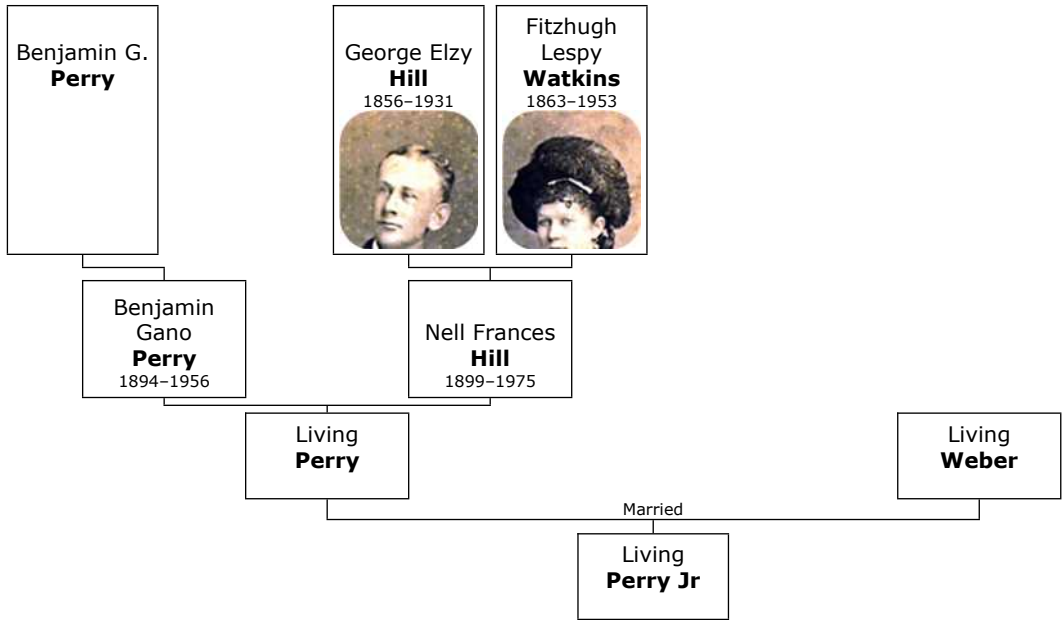 Benjamin G.
Perry
George Elzy
Hill
1856–1931
Fitzhugh
Lespy
Watkins
1863–1953
Benjamin
Gano
Perry
1894–1956
Nell Frances
Hill
1899–1975
Living
Perry
Living
Weber
Married
Living
Perry Jr